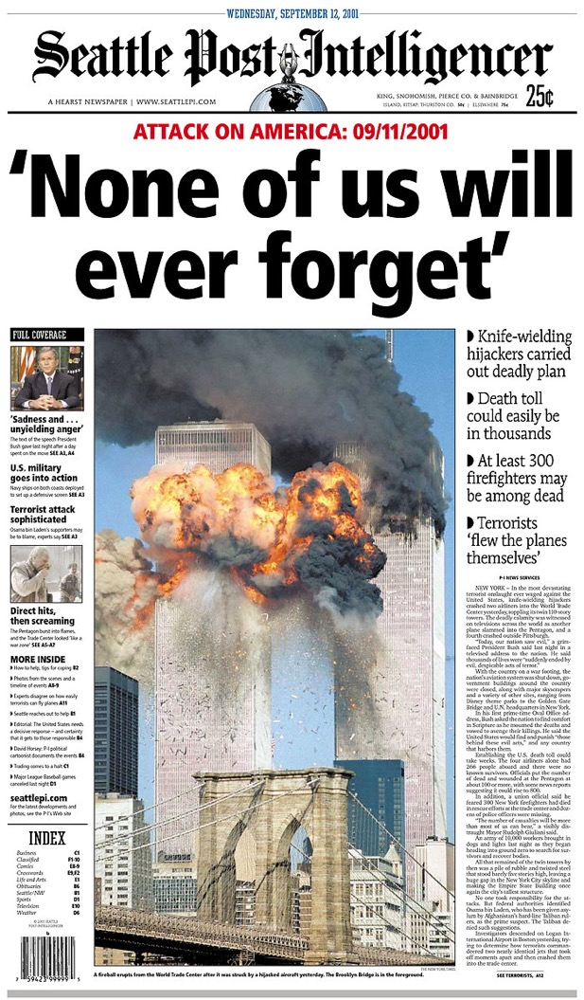 WEDNESDAY, SEPTEMBER 12, 2001
Seattle Post-Intelligencer
A HEARST NEWSPAPER | WWW.SEATTLEPI.COM
KING, SNOHOMISH, PIERCE CO. & BAINBRIDGE
ISLAND, KITSAP, THURSTON CO. 50¢ | ELSEWHERE 75¢
25¢
ATTACK ON AMERICA: 09/11/2001
‘None of us will
ever forget’
FULL COVERAGE
‘Sadness and . . .
unyielding anger’
The text of the speech President
Bush gave last night after a day
spent on the move SEE A3, A4
U.S. military
goes into action
Navy ships on both coasts deployed
to set up a defensive screen SEE A3
Terrorist attack
sophisticated
Osama bin Laden's supporters may
be to blame, experts say SEE A3
Direct hits,
then screaming
The Pentagon burst into flames,
and the Trade Center looked ‘like a
war zone’ SEE A5-A7
MORE INSIDE
How to help, tips for coping B2
Photos from the scenes and a
timeline of events A8-9
Experts disagree on how easily
terrorists can fly planes A11
Seattle reaches out to help B1
Editorial: The United States needs
a decisive response – and certainty
that it gets to those responsible B4
David Horsey: P-I political
cartoonist documents the events B4
Trading comes to a halt C1
Major League Baseball games
canceled last night D1
seattlepi.com
For the latest developments and
photos, see the P-I's Web site
INDEX
Business C1
Classified F1-10
Comics E8-9
Crosswords E9,F2
Life and Arts E1
Obituaries B6
Seattle/NW B1
Sports D1
Television E10
Weather D6
© 2001 SEATTLE
POST-INTELLIGENCER
7 59423 99999 5
THE NEW YORK TIMES
A fireball erupts from the World Trade Center after it was struck by a hijacked aircraft yesterday. The Brooklyn Bridge is in the foreground.
Knife-wielding
hijackers carried
out deadly plan
Death toll
could easily be
in thousands
At least 300
firefighters may
be among dead
Terrorists
‘flew the planes
themselves’
P-I NEWS SERVICES
NEW YORK – In the most devastating
terrorist onslaught ever waged against the
United States, knife-wielding hijackers
crashed two airliners into the World Trade
Center yesterday, toppling its twin 110-story
towers. The deadly calamity was witnessed
on televisions across the world as another
plane slammed into the Pentagon, and a
fourth crashed outside Pittsburgh.
"Today, our nation saw evil," a grim-
faced President Bush said last night in a
televised address to the nation. He said
thousands of lives were "suddenly ended by
evil, despicable acts of terror."
With the country on a war footing, the
nation's aviation system was shut down, gov-
ernment buildings around the country
were closed, along with major skyscrapers
and a variety of other sites, ranging from
Disney theme parks to the Golden Gate
Bridge and U.N. headquarters in New York.
In his first prime-time Oval Office ad-
dress, Bush asked the nation to find comfort
in Scripture as he mourned the deaths and
vowed to avenge their killings. He said the
United States would find and punish "those
behind these evil acts," and any country
that harbors them.
Establishing the U.S. death toll could
take weeks. The four airliners alone had
266 people aboard and there were no
known survivors. Officials put the number
of dead and wounded at the Pentagon at
about 100 or more, with some news reports
suggesting it could rise to 800.
In addition, a union official said he
feared 300 New York firefighters had died
in rescue efforts at the trade center and doz-
ens of police officers were missing.
"The number of casualties will be more
than most of us can bear," a visibly dis-
traught Mayor Rudolph Giuliani said.
An army of 10,000 workers brought in
dogs and lights last night as they began
heading into ground zero to search for sur-
vivors and recover bodies.
All that remained of the twin towers by
then was a pile of rubble and twisted steel
that stood barely five stories high, leaving a
huge gap in the New York City skyline and
making the Empire State Building once
again the city's tallest structure.
No one took responsibility for the at-
tacks. But federal authorities identified
Osama bin Laden, who has been given asy-
lum by Afghanistan's hard-line Taliban rul-
ers, as the prime suspect. The Taliban de-
nied such suggestions.
Investigators descended on Logan In-
ternational Airport in Boston yesterday, try-
ing to determine how terrorists comman-
deered two nearly identical jets that took
off moments apart and then crashed them
into the trade center.
SEE TERRORISTS, A12